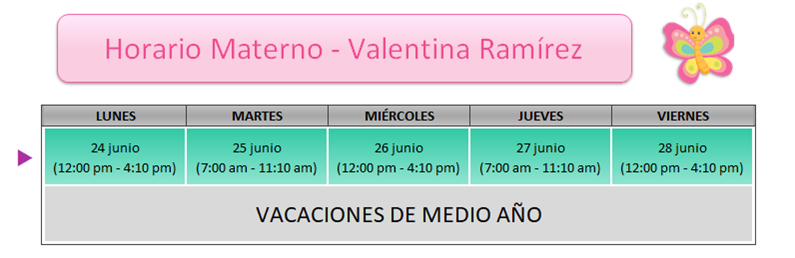 Horario Materno - Valentina Ramírez
LUNES MARTES MIÉRCOLES JUEVES VIERNES
24 junio 25 junio 26 junio 27 junio 28 junio
(12:00 pm - 4:10 pm) (7:00 am - 11:10 am) (12:00 pm - 4:10 pm) (7:00 am - 11:10 am) (12:00 pm - 4:10 pm)
VACACIONES DE MEDIO AÑO